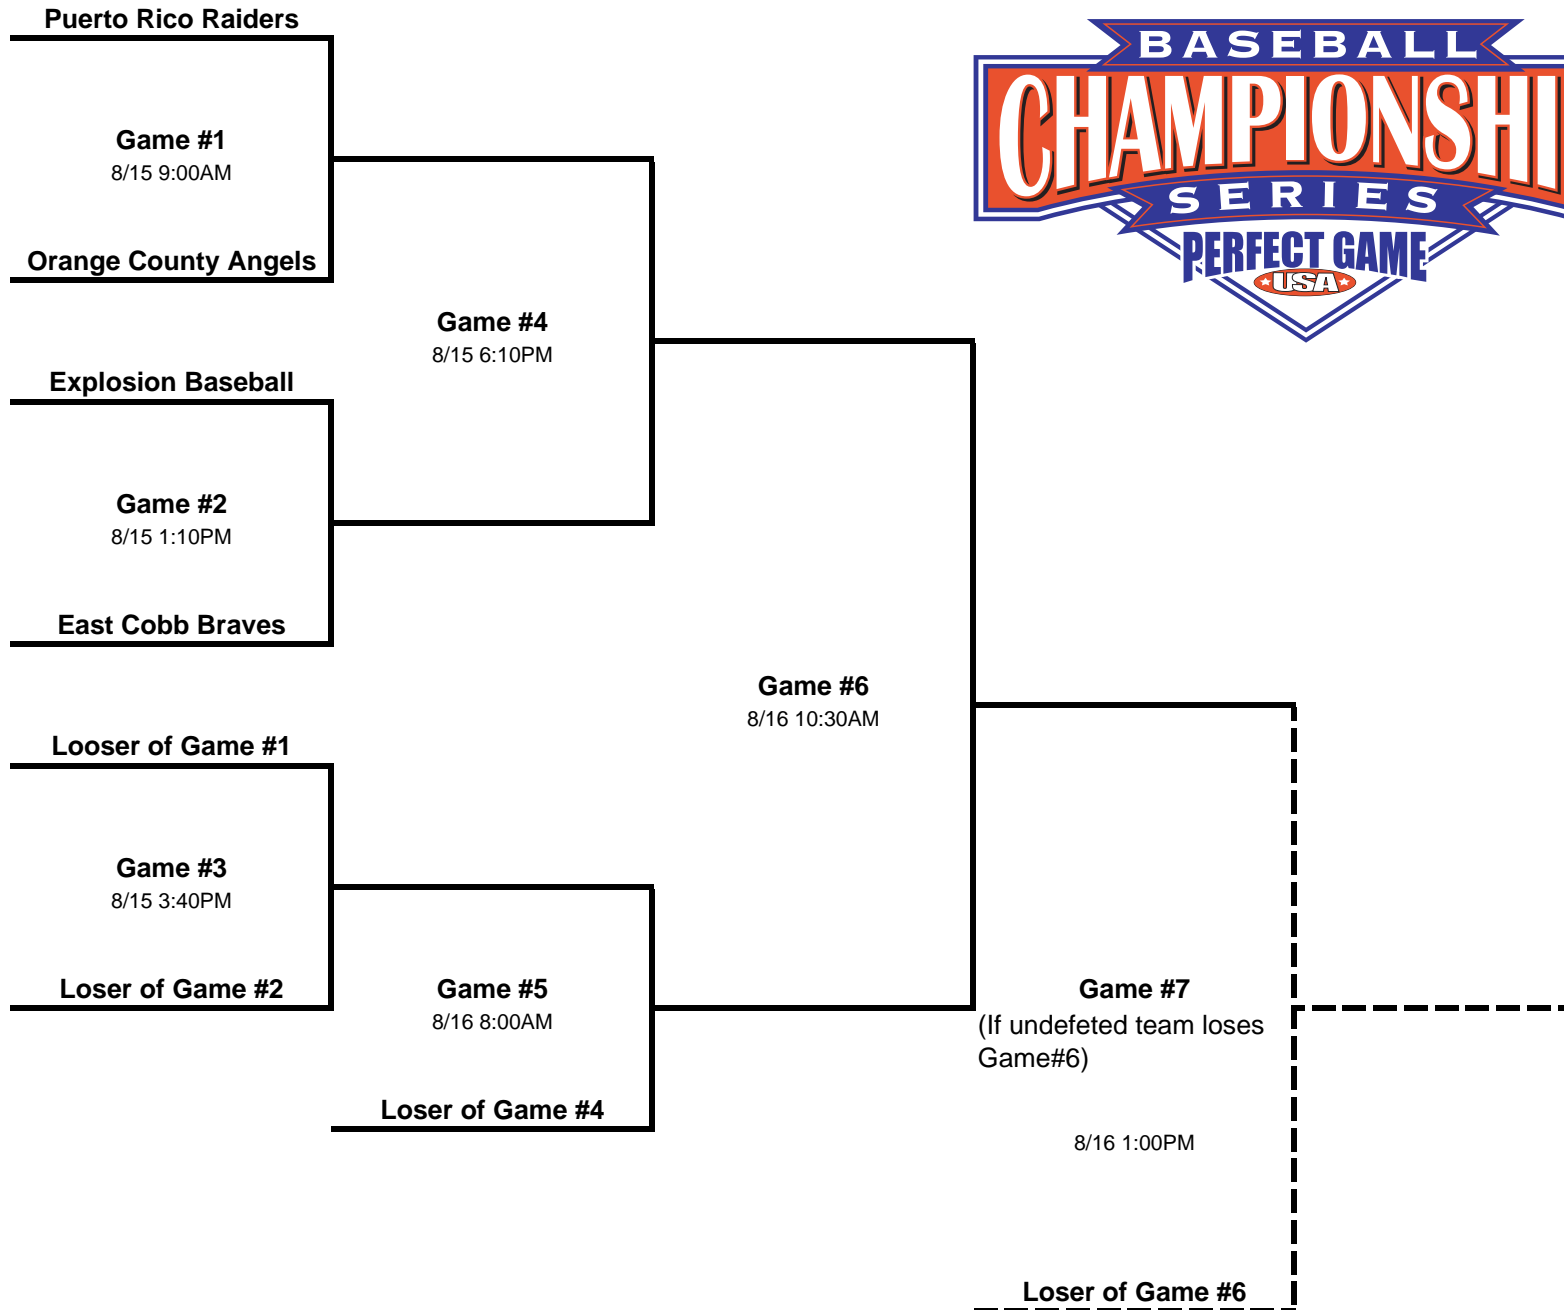 Puerto Rico Raiders
BASEBALL
CHAMPIONSHI
SERIES
PERFECT GAME
USA
Game #1
8/15 9:00AM
Orange County Angels
Game #4
8/15 6:10PM
Explosion Baseball
Game #2
8/15 1:10PM
East Cobb Braves
Game #6
8/16 10:30AM
Looser of Game #1
Game #3
8/15 3:40PM
Loser of Game #2
Game #5
8/16 8:00AM
Game #7
(If undefeted team loses
Game#6)
Loser of Game #4
8/16 1:00PM
Loser of Game #6